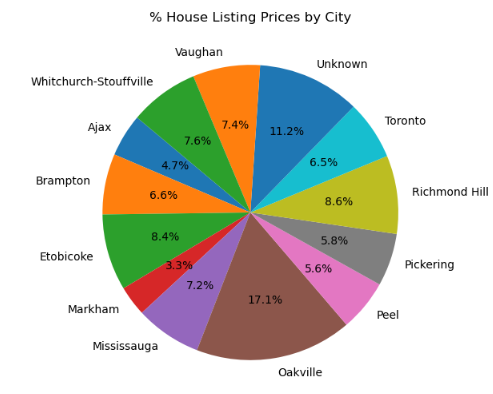 % House Listing Prices by City
Vaughan
Unknown
Whitchurch-Stouffville
7.4%
11.2%
Toronto
7.6%
Ajax
4.7%
6.5%
Brampton
6.6%
8.6%
Richmond Hill
Etobicoke
8.4%
5.8%
Pickering
3.3%
5.6%
Markham
7.2%
Peel
17.1%
Mississauga
Oakville